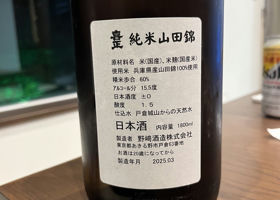 喜正 純米山田錦
原材料名 米(国産)、米麹(国産米)
使用米 兵庫県産山田錦100%使用
精米歩合 60%
アルコール分 15.5度
日本酒度 ±0
酸度 1.5
仕込水 戸倉城山からの天然水
日本酒 内容量 1800ml
製造者 野﨑酒造株式会社
東京都あきる野市戸倉63番地
お酒は20歳になってから
製造年月 2025.03